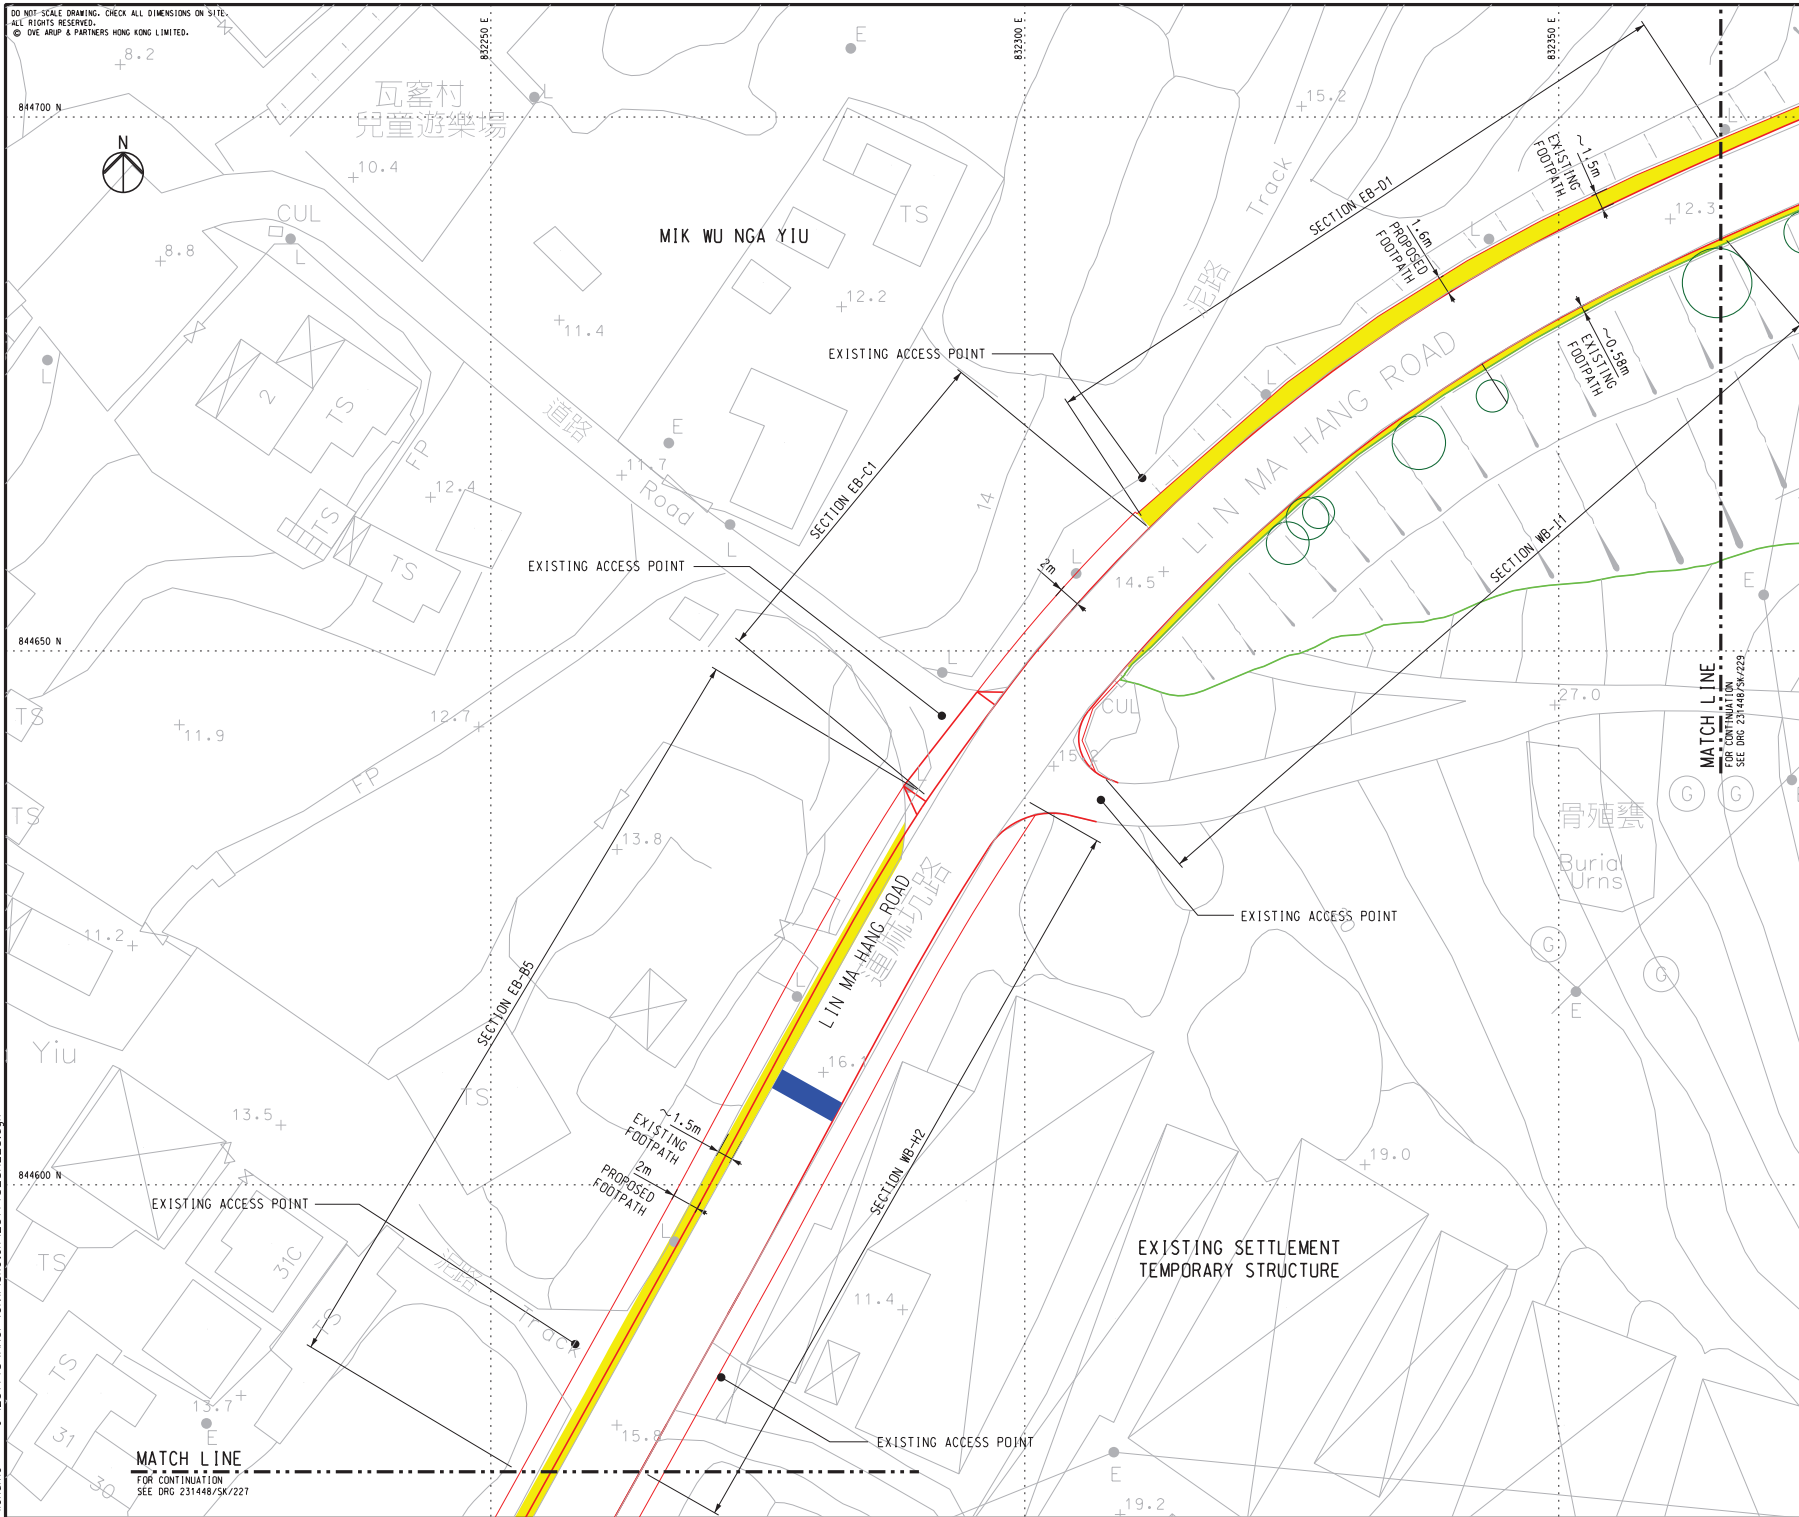 DO NOT SCALE DRAWING. CHECK ALL DIMENSIONS ON SITE.
ALL RIGHTS RESERVED.
© OVE ARUP & PARTNERS HONG KONG LIMITED.
832250 E
832300 E
832350 E
844700 N
844650 N
844600 N
N
8.2
瓦窰村
兒童遊樂場
10.4
CUL
L
8.8
L
L
E
MIK WU NGA YIU
TS
12.2
11.4
15.2
Track
泥路
SECTION EB-D1
~1.5m
EXISTING
FOOTPATH
1.6m
PROPOSED
FOOTPATH
L
L
12.3
~0.58m
EXISTING
FOOTPATH
EXISTING ACCESS POINT
LIN MA HANG ROAD
2
TS
FP
12.4
TS
TS
道路
E
11.7
Road
L
SECTION EB-C1
14
EXISTING ACCESS POINT
2m
L
14.5
SECTION WB-I1
E
L
CUL
27.0
MATCH LINE
FOR CONTINUATION
SEE DRG 231448/SK/229
TS
11.9
12.7
FP
TS
13.8
15.2
G
G
骨殖甕
Burial
Urns
EXISTING ACCESS POINT
G
G
E
11.2
SECTION EB-B5
LIN MA HANG ROAD
蓮麻坑路
L
16.1
Yiu
TS
13.5
~1.5m
EXISTING
FOOTPATH
2m
PROPOSED
FOOTPATH
L
SECTION WB-H2
19.0
EXISTING ACCESS POINT
TS
31C
泥路
Track
TS
EXISTING SETTLEMENT
TEMPORARY STRUCTURE
11.4
TS
13.7
E
31
30
15.8
EXISTING ACCESS POINT
MATCH LINE
FOR CONTINUATION
SEE DRG 231448/SK/227
E
19.2